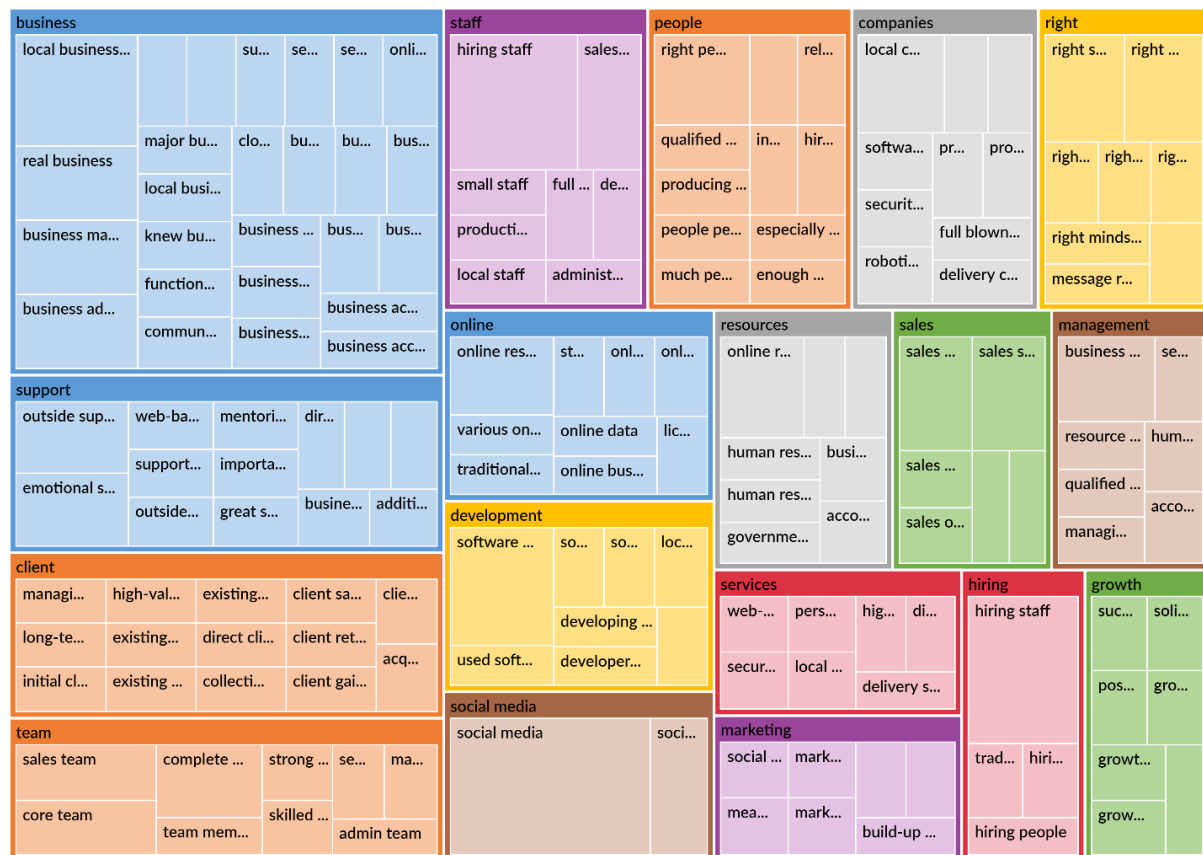 business
local business...
su...
se...
se...
onli...
real business
major bu...
clo...
bu...
bu...
bus...
local busi...
business ma...
knew bu...
business ...
bus...
bus...
function...
business...
business ad...
commun...
business...
business ac...
business acc...
staff
hiring staff
sales...
small staff
full ...
de...
producti...
local staff
administ...
people
right pe...
rel...
qualified ...
in...
hir...
producing ...
people pe...
especially ...
much pe...
enough ...
companies
local c...
softwa...
pr...
pro...
securit...
full blown...
roboti...
delivery c...
right
right s...
right ...
righ...
righ...
rig...
right minds...
message r...
support
outside sup...
web-ba...
mentori...
dir...
support...
importa...
emotional s...
outside...
great s...
busine...
additi...
online
online res...
st...
onl...
onl...
various on...
online data
lic...
traditional...
online bus...
resources
online r...
human res...
busi...
human res...
acco...
governme...
sales
sales ...
sales s...
sales ...
sales o...
management
business ...
se...
resource ...
hum...
qualified ...
acco...
managi...
client
managi...
high-val...
existing...
client sa...
clie...
long-te...
existing...
direct cli...
client ret...
acq...
initial cl...
existing ...
collecti...
client gai...
development
software ...
so...
so...
loc...
developing ...
used soft...
developer...
services
web-...
pers...
hig...
di...
secur...
local ...
delivery s...
hiring
hiring staff
trad...
hiri...
hiring people
growth
suc...
soli...
pos...
gro...
growt...
grow...
team
sales team
complete ...
strong ...
se...
ma...
core team
skilled ...
team mem...
admin team
social media
social media
soci...
marketing
social ...
mark...
mea...
mark...
build-up ...